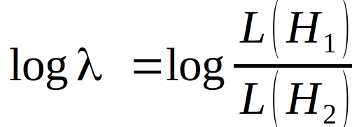 log λ = log L(H₁) / L(H₂)